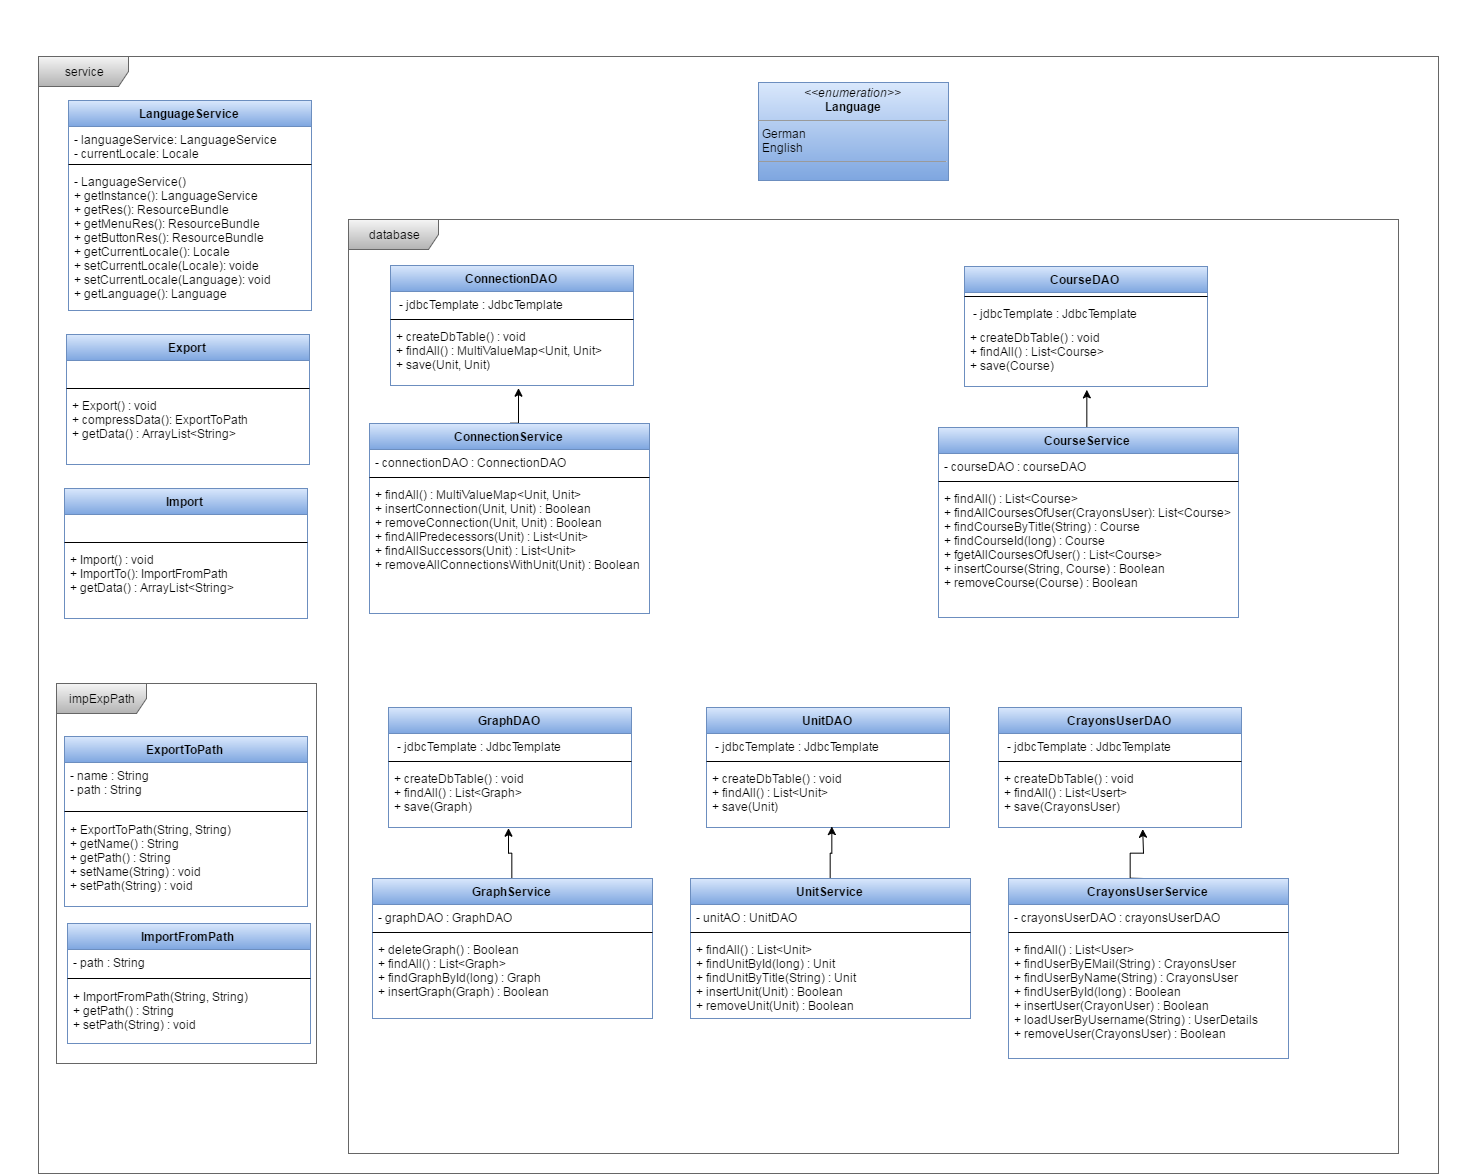 service
<<enumeration>>
Language
German
English
LanguageService
- languageService: LanguageService
- currentLocale: Locale
- LanguageService()
+ getInstance(): LanguageService
+ getRes(): ResourceBundle
+ getMenuRes(): ResourceBundle
+ getButtonRes(): ResourceBundle
+ getCurrentLocale(): Locale
+ setCurrentLocale(Locale): voide
+ setCurrentLocale(Language): void
+ getLanguage(): Language
Export
+ Export() : void
+ compressData(): ExportToPath
+ getData() : ArrayList<String>
Import
+ Import() : void
+ ImportTo(): ImportFromPath
+ getData() : ArrayList<String>
impExpPath
ExportToPath
- name : String
- path : String
+ ExportToPath(String, String)
+ getName() : String
+ getPath() : String
+ setName(String) : void
+ setPath(String) : void
ImportFromPath
- path : String
+ ImportFromPath(String, String)
+ getPath() : String
+ setPath(String) : void
database
ConnectionDAO
- jdbcTemplate : JdbcTemplate
+ createDbTable() : void
+ findAll() : MultiValueMap<Unit, Unit>
+ save(Unit, Unit)
CourseDAO
- jdbcTemplate : JdbcTemplate
+ createDbTable() : void
+ findAll() : List<Course>
+ save(Course)
ConnectionService
- connectionDAO : ConnectionDAO
+ findAll() : MultiValueMap<Unit, Unit>
+ insertConnection(Unit, Unit) : Boolean
+ removeConnection(Unit, Unit) : Boolean
+ findAllPredecessors(Unit) : List<Unit>
+ findAllSuccessors(Unit) : List<Unit>
+ removeAllConnectionsWithUnit(Unit) : Boolean
CourseService
- courseDAO : courseDAO
+ findAll() : List<Course>
+ findAllCoursesOfUser(CrayonsUser): List<Course>
+ findCourseByTitle(String) : Course
+ findCourseId(long) : Course
+ fgetAllCoursesOfUser() : List<Course>
+ insertCourse(String, Course) : Boolean
+ removeCourse(Course) : Boolean
GraphDAO
- jdbcTemplate : JdbcTemplate
+ createDbTable() : void
+ findAll() : List<Graph>
+ save(Graph)
UnitDAO
- jdbcTemplate : JdbcTemplate
+ createDbTable() : void
+ findAll() : List<Unit>
+ save(Unit)
CrayonsUserDAO
- jdbcTemplate : JdbcTemplate
+ createDbTable() : void
+ findAll() : List<Usert>
+ save(CrayonsUser)
GraphService
- graphDAO : GraphDAO
+ deleteGraph() : Boolean
+ findAll() : List<Graph>
+ findGraphById(long) : Graph
+ insertGraph(Graph) : Boolean
UnitService
- unitAO : UnitDAO
+ findAll() : List<Unit>
+ findUnitById(long) : Unit
+ findUnitByTitle(String) : Unit
+ insertUnit(Unit) : Boolean
+ removeUnit(Unit) : Boolean
CrayonsUserService
- crayonsUserDAO : crayonsUserDAO
+ findAll() : List<User>
+ findUserByEMail(String) : CrayonsUser
+ findUserByName(String) : CrayonsUser
+ findUserById(long) : Boolean
+ insertUser(CrayonUser) : Boolean
+ loadUserByUsername(String) : UserDetails
+ removeUser(CrayonsUser) : Boolean